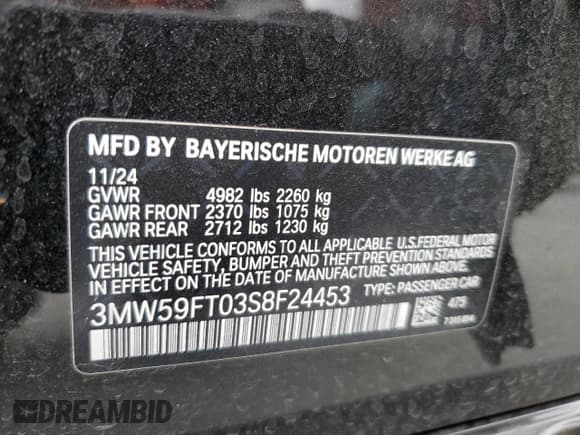 MFD BY BAYERISCHE MOTOREN WERKE AG
11/24
GVWR 4982 lbs 2260 kg
GAWR FRONT 2370 lbs 1075 kg
GAWR REAR 2712 lbs 1230 kg
THIS VEHICLE CONFORMS TO ALL APPLICABLE U.S.FEDERAL MOTOR
VEHICLE SAFETY, BUMPER AND THEFT PREVENTION STANDARDS
IN EFFECT ON THE DATE OF MANUFACTURE SHOWN ABOVE.
3MW59FT03S8F24453 TYPE: PASSENGER CAR
475
DREAMBID